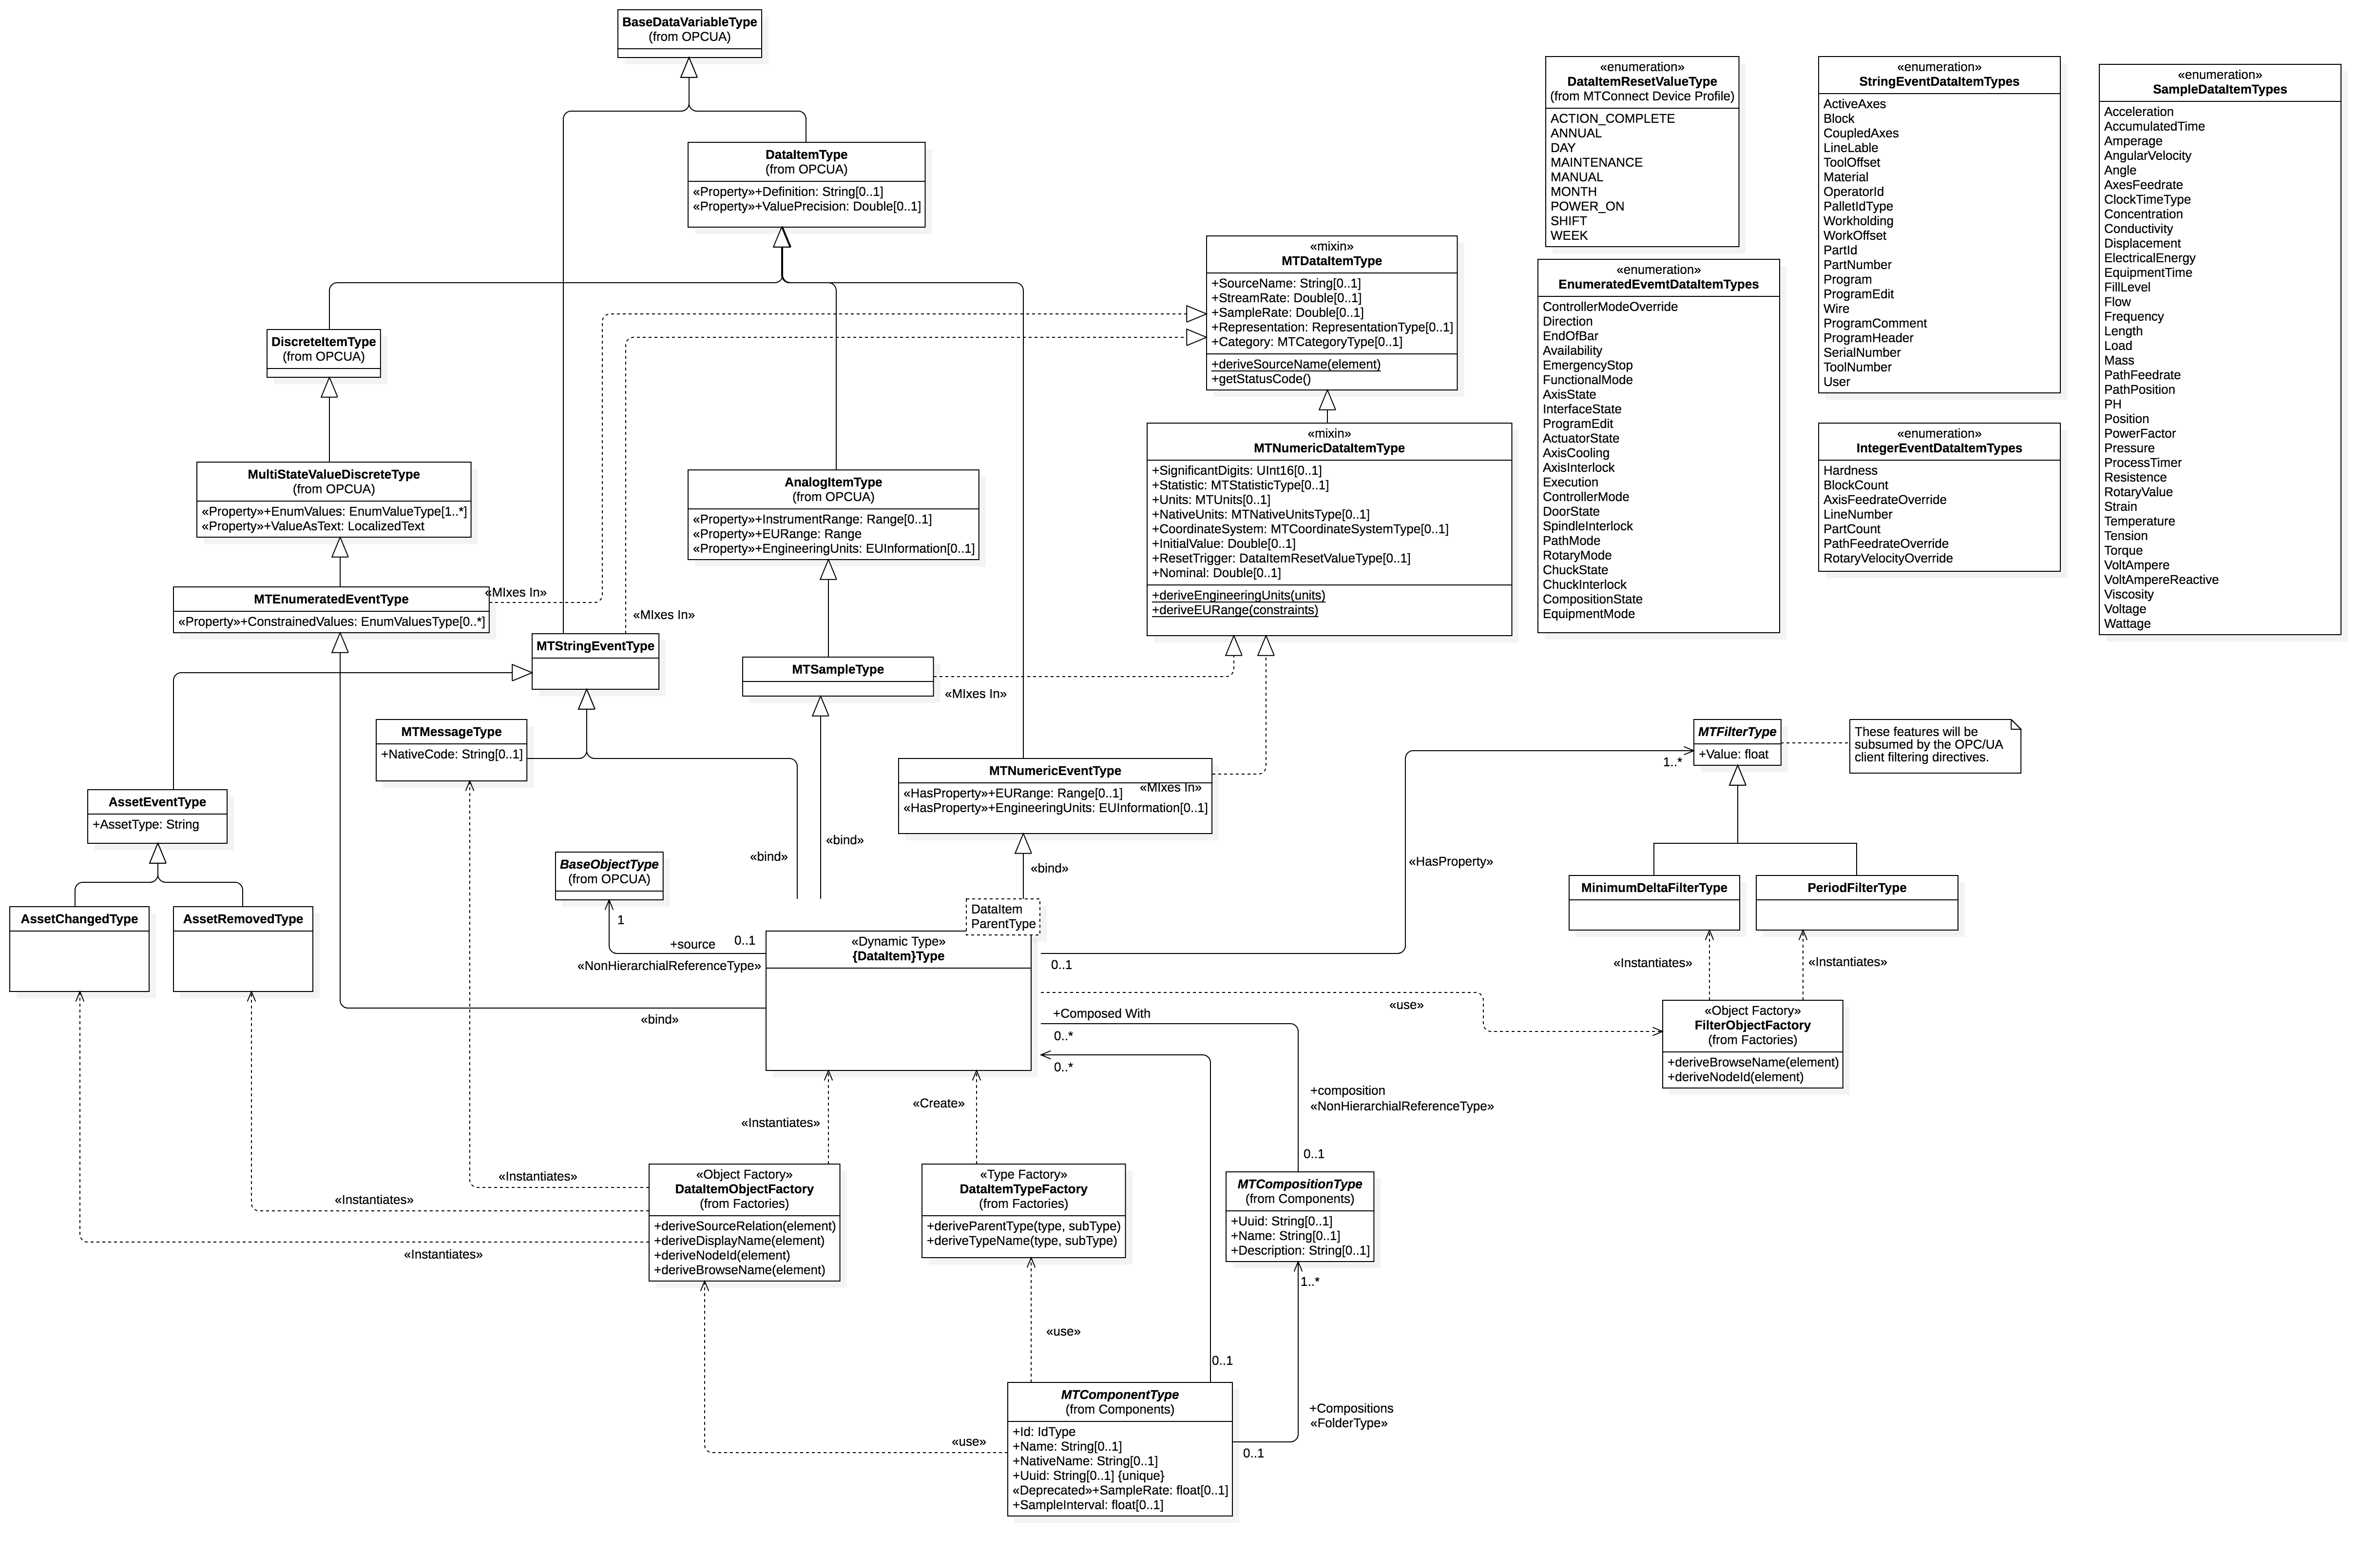 BaseDataVariableType
(from OPCUA)
DataItemType
(from OPCUA)
«Property»+Definition: String[0..1]
«Property»+ValuePrecision: Double[0..1]
«mixin»
MTDataItemType
+SourceName: String[0..1]
+StreamRate: Double[0..1]
+SampleRate: Double[0..1]
+Representation: RepresentationType[0..1]
+Category: MTCategoryType[0..1]
+deriveSourceName(element)
+getStatusCode()
«enumeration»
DataItemResetValueType
(from MTConnect Device Profile)
ACTION_COMPLETE
ANNUAL
DAY
MAINTENANCE
MANUAL
MONTH
POWER_ON
SHIFT
WEEK
«enumeration»
StringEventDataItemTypes
ActiveAxes
Block
CoupledAxes
LineLable
ToolOffset
Material
OperatorId
PalletIdType
Workholding
WorkOffset
PartId
PartNumber
Program
ProgramEdit
Wire
ProgramComment
ProgramHeader
SerialNumber
ToolNumber
User
«enumeration»
SampleDataItemTypes
Acceleration
AccumulatedTime
Amperage
AngularVelocity
Angle
AxesFeedrate
ClockTimeType
Concentration
Conductivity
Displacement
ElectricalEnergy
EquipmentTime
FillLevel
Flow
Frequency
Length
Load
Mass
PathFeedrate
PathPosition
PH
Position
PowerFactor
Pressure
ProcessTimer
Resistence
RotaryValue
Strain
Temperature
Tension
Torque
VoltAmpere
VoltAmpereReactive
Viscosity
Voltage
Wattage
«enumeration»
EnumeratedEvemtDataItemTypes
ControllerModeOverride
Direction
EndOfBar
Availability
EmergencyStop
FunctionalMode
AxisState
InterfaceState
ProgramEdit
ActuatorState
AxisCooling
AxisInterlock
Execution
ControllerMode
DoorState
SpindleInterlock
PathMode
RotaryMode
ChuckState
ChuckInterlock
CompositionState
EquipmentMode
«enumeration»
IntegerEventDataItemTypes
Hardness
BlockCount
AxisFeedrateOverride
LineNumber
PartCount
PathFeedrateOverride
RotaryVelocityOverride
DiscreteItemType
(from OPCUA)
MultiStateValueDiscreteType
(from OPCUA)
«Property»+EnumValues: EnumValueType[1..*]
«Property»+ValueAsText: LocalizedText
AnalogItemType
(from OPCUA)
«Property»+InstrumentRange: Range[0..1]
«Property»+EURange: Range
«Property»+EngineeringUnits: EUInformation[0..1]
«mixin»
MTNumericDataItemType
+SignificantDigits: UInt16[0..1]
+Statistic: MTStatisticType[0..1]
+Units: MTUnits[0..1]
+NativeUnits: MTNativeUnitsType[0..1]
+CoordinateSystem: MTCoordinateSystemType[0..1]
+InitialValue: Double[0..1]
+ResetTrigger: DataItemResetValueType[0..1]
+Nominal: Double[0..1]
+deriveEngineeringUnits(units)
+deriveEURange(constraints)
MTEnumeratedEventType
«Property»+ConstrainedValues: EnumValuesType[0..*]
«MIxes In»
«MIxes In»
MTStringEventType
MTSampleType
«MIxes In»
MTMessageType
+NativeCode: String[0..1]
MTNumericEventType
«HasProperty»+EURange: Range[0..1]
«HasProperty»+EngineeringUnits: EUInformation[0..1]
«MIxes In»
MTFilterType
+Value: float
1..*
These features will be
subsumed by the OPC/UA
client filtering directives.
AssetEventType
+AssetType: String
BaseObjectType
(from OPCUA)
«bind»
«bind»
«bind»
«HasProperty»
MinimumDeltaFilterType
PeriodFilterType
AssetChangedType
AssetRemovedType
1
+source
0..1
«NonHierarchialReferenceType»
DataItem
ParentType
«Dynamic Type»
{DataItem}Type
0..1
«bind»
«Instantiates»
«Instantiates»
«use»
«Object Factory»
FilterObjectFactory
(from Factories)
+deriveBrowseName(element)
+deriveNodeId(element)
+Composed With
0..*
0..*
+composition
«NonHierarchialReferenceType»
0..1
«Instantiates»
«Create»
«Instantiates»
«Instantiates»
«Instantiates»
«Object Factory»
DataItemObjectFactory
(from Factories)
+deriveSourceRelation(element)
+deriveDisplayName(element)
+deriveNodeId(element)
+deriveBrowseName(element)
«Type Factory»
DataItemTypeFactory
(from Factories)
+deriveParentType(type, subType)
+deriveTypeName(type, subType)
MTCompositionType
(from Components)
+Uuid: String[0..1]
+Name: String[0..1]
+Description: String[0..1]
1..*
«use»
0..1
MTComponentType
(from Components)
+Id: IdType
+Name: String[0..1]
+NativeName: String[0..1]
+Uuid: String[0..1] {unique}
«Deprecated»+SampleRate: float[0..1]
+SampleInterval: float[0..1]
+Compositions
«FolderType»
0..1
«use»